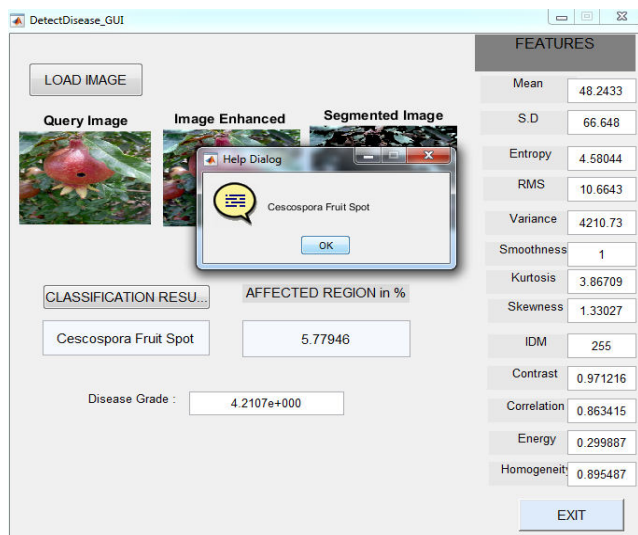 DetectDisease_GUI
FEATURES
LOAD IMAGE
Query Image
Image Enhanced
Segmented Image
Help Dialog
Cescospora Fruit Spot
OK
CLASSIFICATION RESU...
AFFECTED REGION in %
Cescospora Fruit Spot
5.77946
Disease Grade :
4.2107e+000
Mean 48.2433
S.D 66.648
Entropy 4.58044
RMS 10.6643
Variance 4210.73
Smoothness 1
Kurtosis 3.86709
Skewness 1.33027
IDM 255
Contrast 0.971216
Correlation 0.863415
Energy 0.299887
Homogeneity 0.895487
EXIT